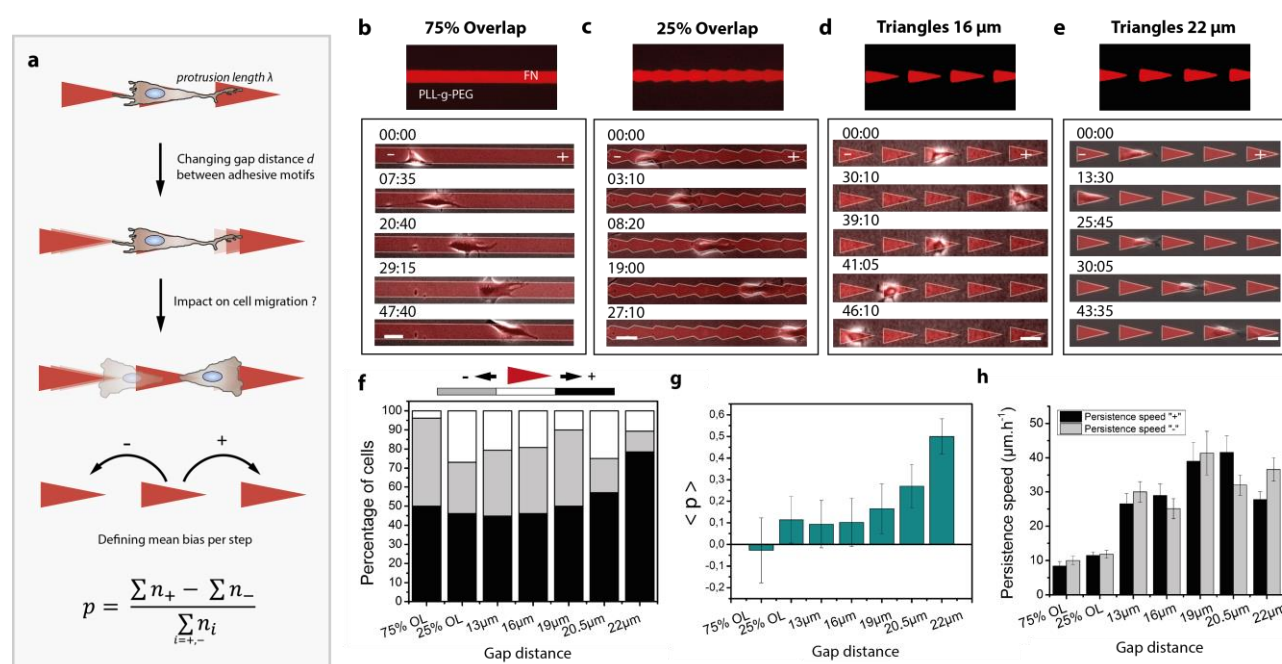 a
protrusion length λ
Changing gap distance d
between adhesive motifs
Impact on cell migration ?
- +
Defining mean bias per step
p = (∑ n+ − ∑ n−) / ∑ ni
i=+,-
b
75% Overlap
FN
PLL-g-PEG
00:00
- +
07:35
20:40
29:15
47:40
c
25% Overlap
00:00
- +
03:10
08:20
19:00
27:10
d
Triangles 16 µm
00:00
- +
30:10
39:10
41:05
46:10
e
Triangles 22 µm
00:00
- +
13:30
25:45
30:05
43:35
f
- +
Percentage of cells
100
90
80
70
60
50
40
30
20
10
0
75% OL
25% OL
13µm
16µm
19µm
20.5µm
22µm
Gap distance
g
< p >
0,6
0,5
0,4
0,3
0,2
0,1
0,0
-0,1
0,2
75% OL
25% OL
13µm
16µm
19µm
20.5µm
22µm
Gap distance
h
Persistence speed "+"
Persistence speed "-"
Persistence speed (µm.h⁻¹)
50
40
30
20
10
0
75% OL
25% OL
13µm
16µm
19µm
20.5µm
22µm
Gap distance